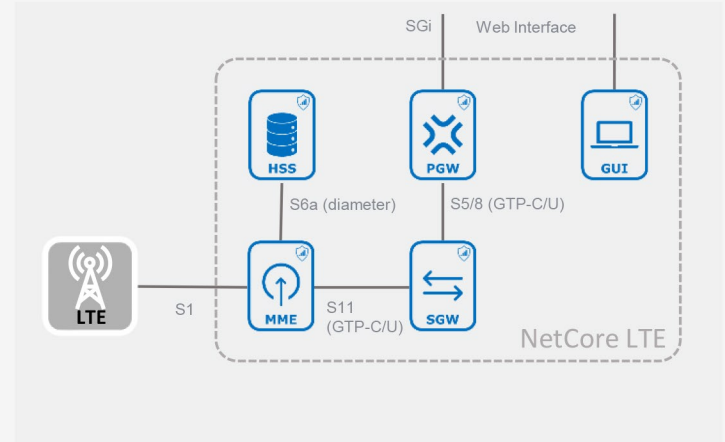 SGi
Web Interface
HSS
PGW
GUI
S6a (diameter)
S5/8 (GTP-C/U)
LTE
S1
MME
S11
(GTP-C/U)
SGW
NetCore LTE